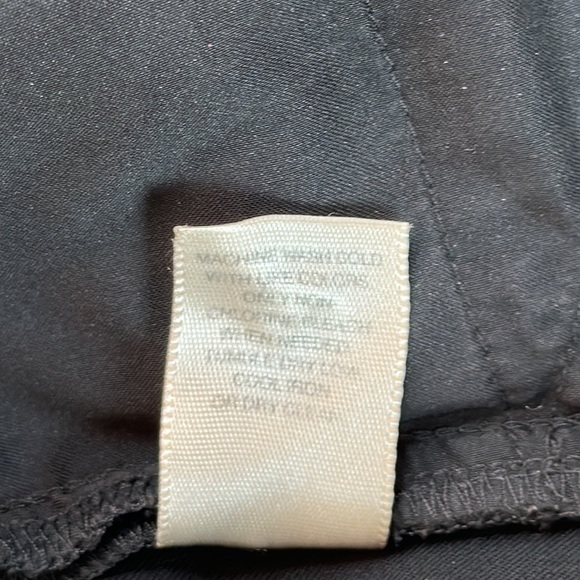 MACHINE WASH COLD
WITH LIKE COLORS
ONLY NON
CHLORINE BLEACH
WHEN NEEDED
TUMBLE DRY LOW
COOL IRON
OR DRY CLEAN